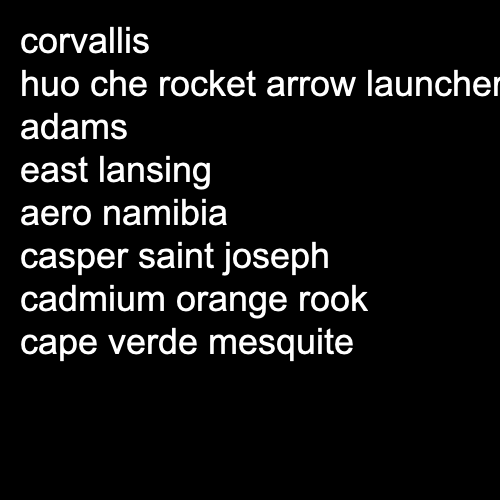 corvallis
huo che rocket arrow launcher
adams
east lansing
aero namibia
casper saint joseph
cadmium orange rook
cape verde mesquite